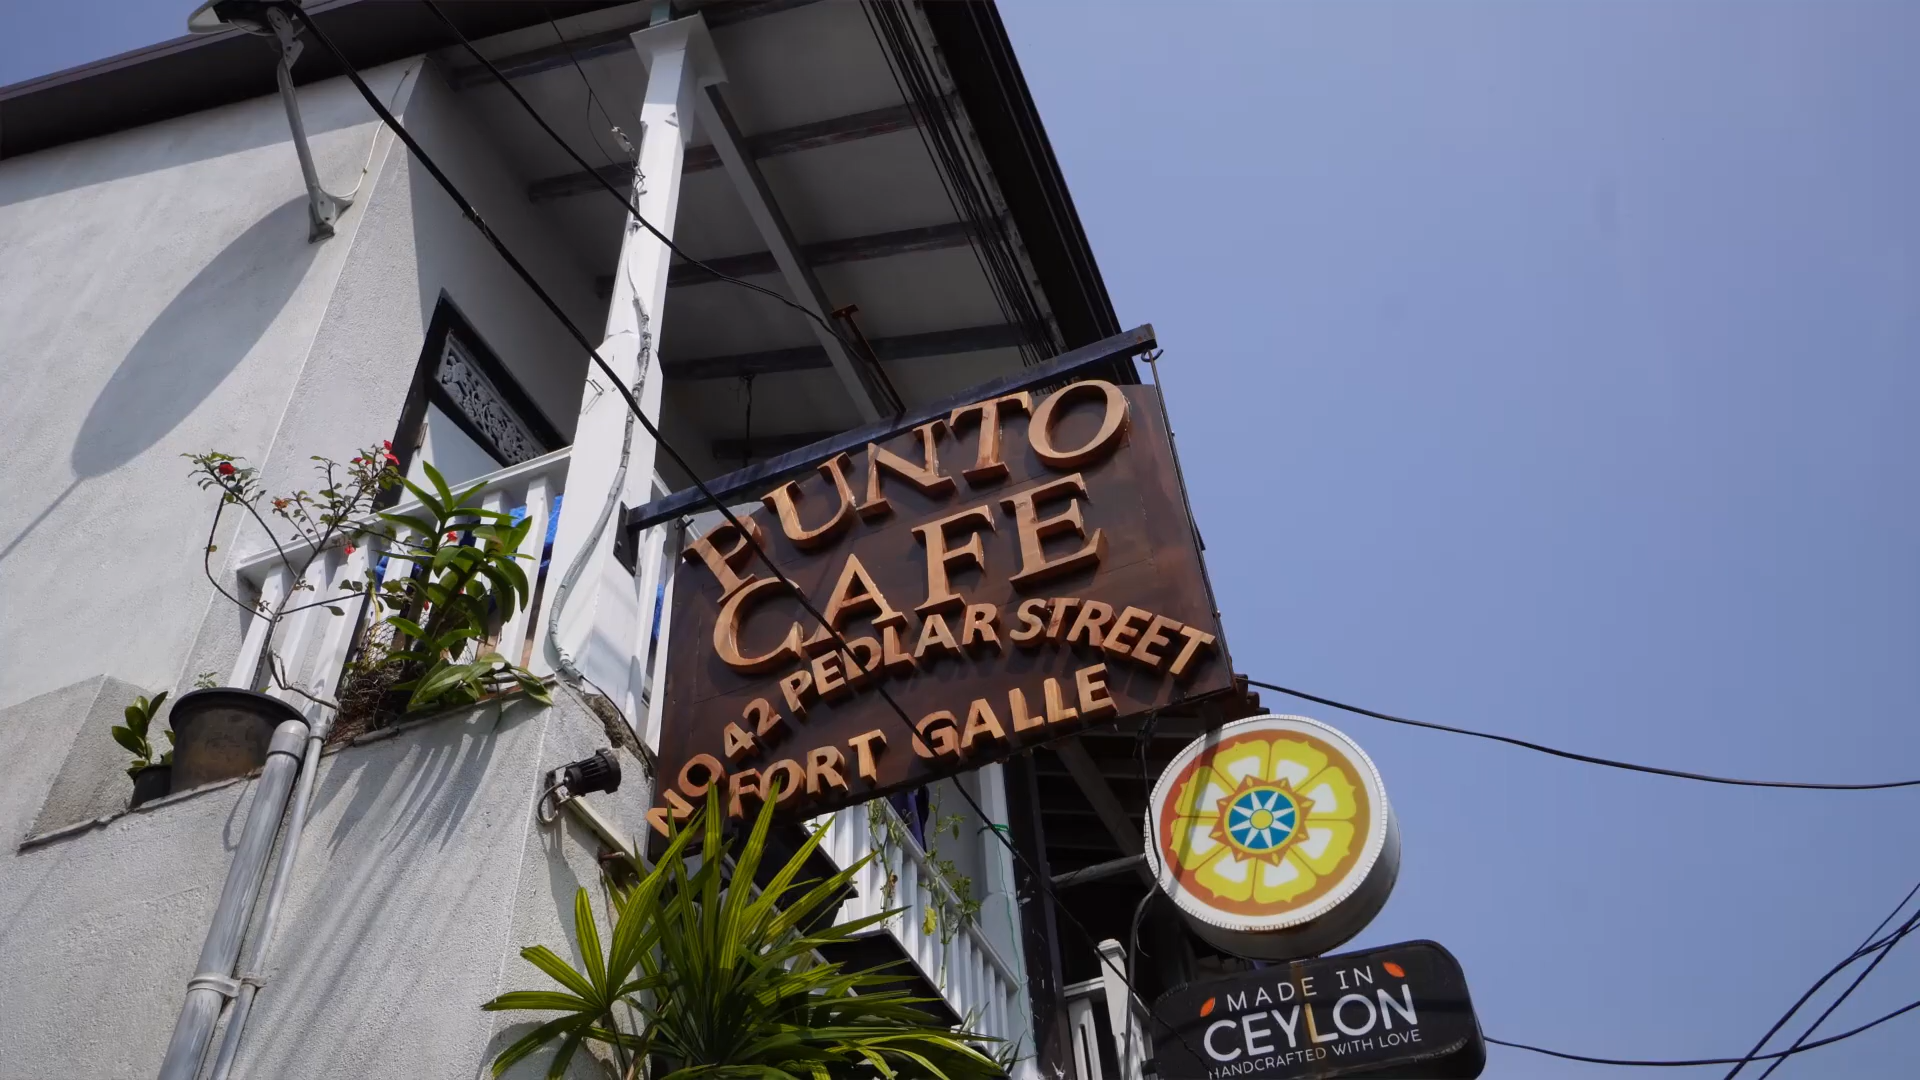 PUNTO
CAFE
NO 42 PEDLAR STREET
FORT GALLE
MADE IN
CEYLON
HANDCRAFTED WITH LOVE